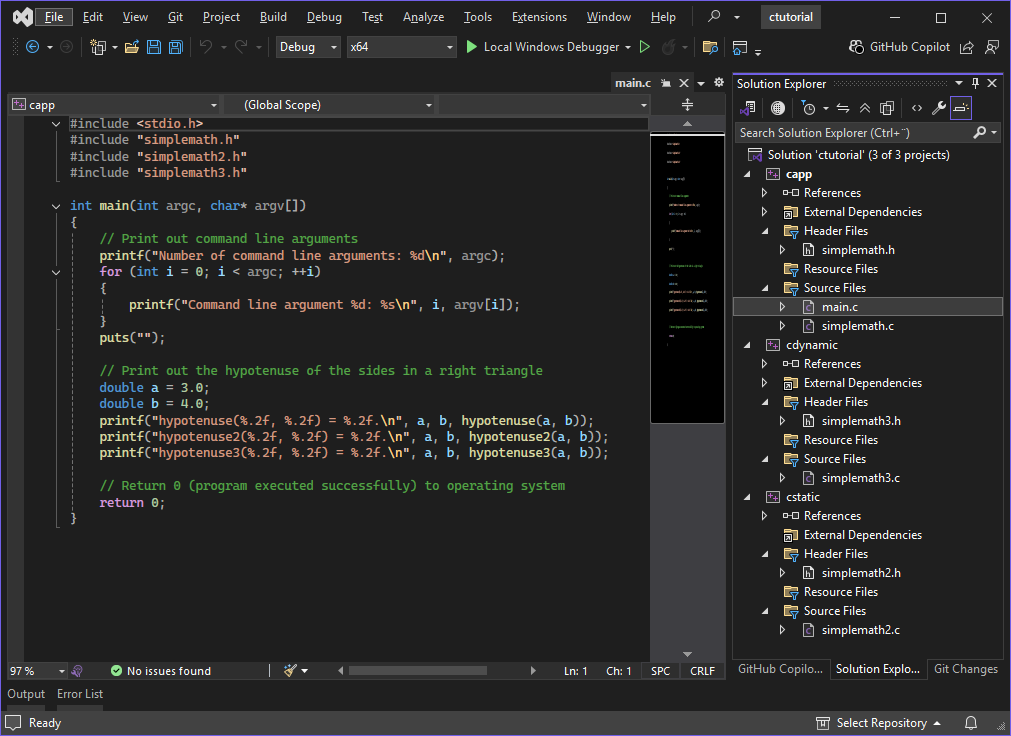 File Edit View Git Project Build Debug Test Analyze Tools Extensions Window Help ctutorial
Debug x64 Local Windows Debugger GitHub Copilot
main.c
capp (Global Scope)
#include <stdio.h>
#include "simplemath.h"
#include "simplemath2.h"
#include "simplemath3.h"
int main(int argc, char* argv[])
{
// Print out command line arguments
printf("Number of command line arguments: %d\n", argc);
for (int i = 0; i < argc; ++i)
{
printf("Command line argument %d: %s\n", i, argv[i]);
}
puts("");
// Print out the hypotenuse of the sides in a right triangle
double a = 3.0;
double b = 4.0;
printf("hypotenuse(%.2f, %.2f) = %.2f.\n", a, b, hypotenuse(a, b));
printf("hypotenuse2(%.2f, %.2f) = %.2f.\n", a, b, hypotenuse2(a, b));
printf("hypotenuse3(%.2f, %.2f) = %.2f.\n", a, b, hypotenuse3(a, b));
// Return 0 (program executed successfully) to operating system
return 0;
}
97 % No issues found Ln: 1 Ch: 1 SPC CRLF
Solution Explorer
Search Solution Explorer (Ctrl+¨)
Solution 'ctutorial' (3 of 3 projects)
capp
References
External Dependencies
Header Files
simplemath.h
Resource Files
Source Files
main.c
simplemath.c
cdynamic
References
External Dependencies
Header Files
simplemath3.h
Resource Files
Source Files
simplemath3.c
cstatic
References
External Dependencies
Header Files
simplemath2.h
Resource Files
Source Files
simplemath2.c
GitHub Copilo... Solution Explo... Git Changes
Output Error List
Ready Select Repository